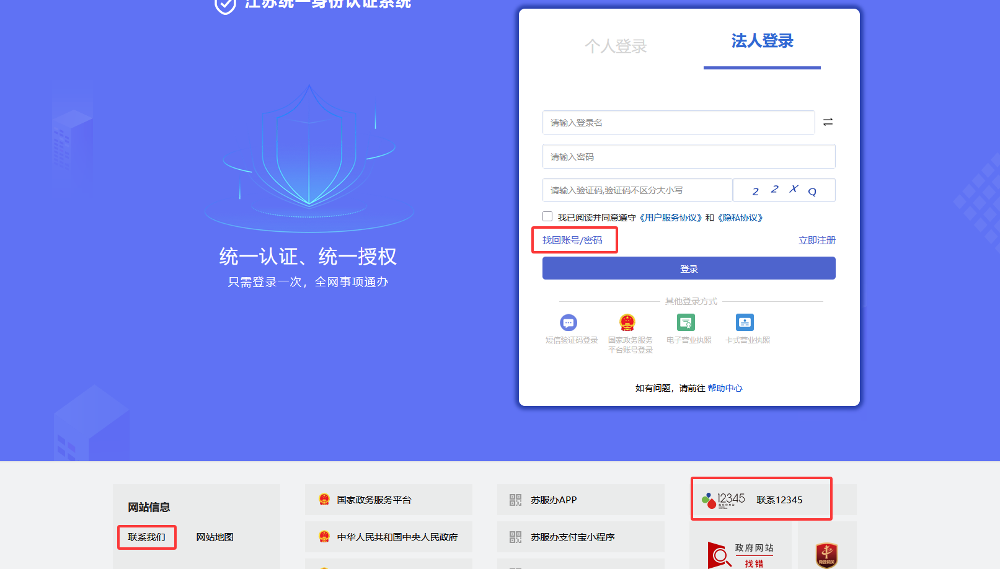 江苏统一身份认证系统
个人登录
法人登录
请输入登录名
请输入密码
请输入验证码,验证码不区分大小写
2 2 X Q
我已阅读并同意遵守《用户服务协议》和《隐私协议》
找回账号/密码
立即注册
登录
其他登录方式
短信验证码登录
国家政务服务
平台账号登录
电子营业执照
卡式营业执照
如有问题，请前往 帮助中心
统一认证、统一授权
只需登录一次，全网事项通办
网站信息
联系我们
网站地图
国家政务服务平台
中华人民共和国中央人民政府
苏服办APP
苏服办支付宝小程序
12345
联系12345
政府网站
找错
党政机关